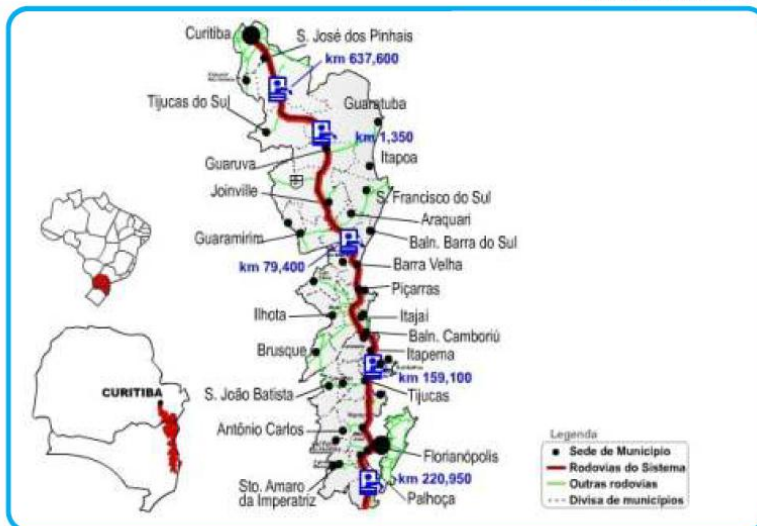 Curitiba
S. José dos Pinhais
km 637,600
Tijucas do Sul
Guaratuba
km 1,350
Guaruva
Itapoa
Joinville
S. Francisco do Sul
Araquari
Guaramirim
Baln. Barra do Sul
km 79,400
Barra Velha
Piçarras
Ilhota
Itajaí
Baln. Camboriú
Brusque
Itapema
km 159,100
S. João Batista
Tijucas
CURITIBA
Antônio Carlos
Florianópolis
Sto. Amaro
da Imperatriz
km 220,950
Palhoça
Legenda
Sede de Município
Rodovias do Sistema
Outras rodovias
Divisa de municípios